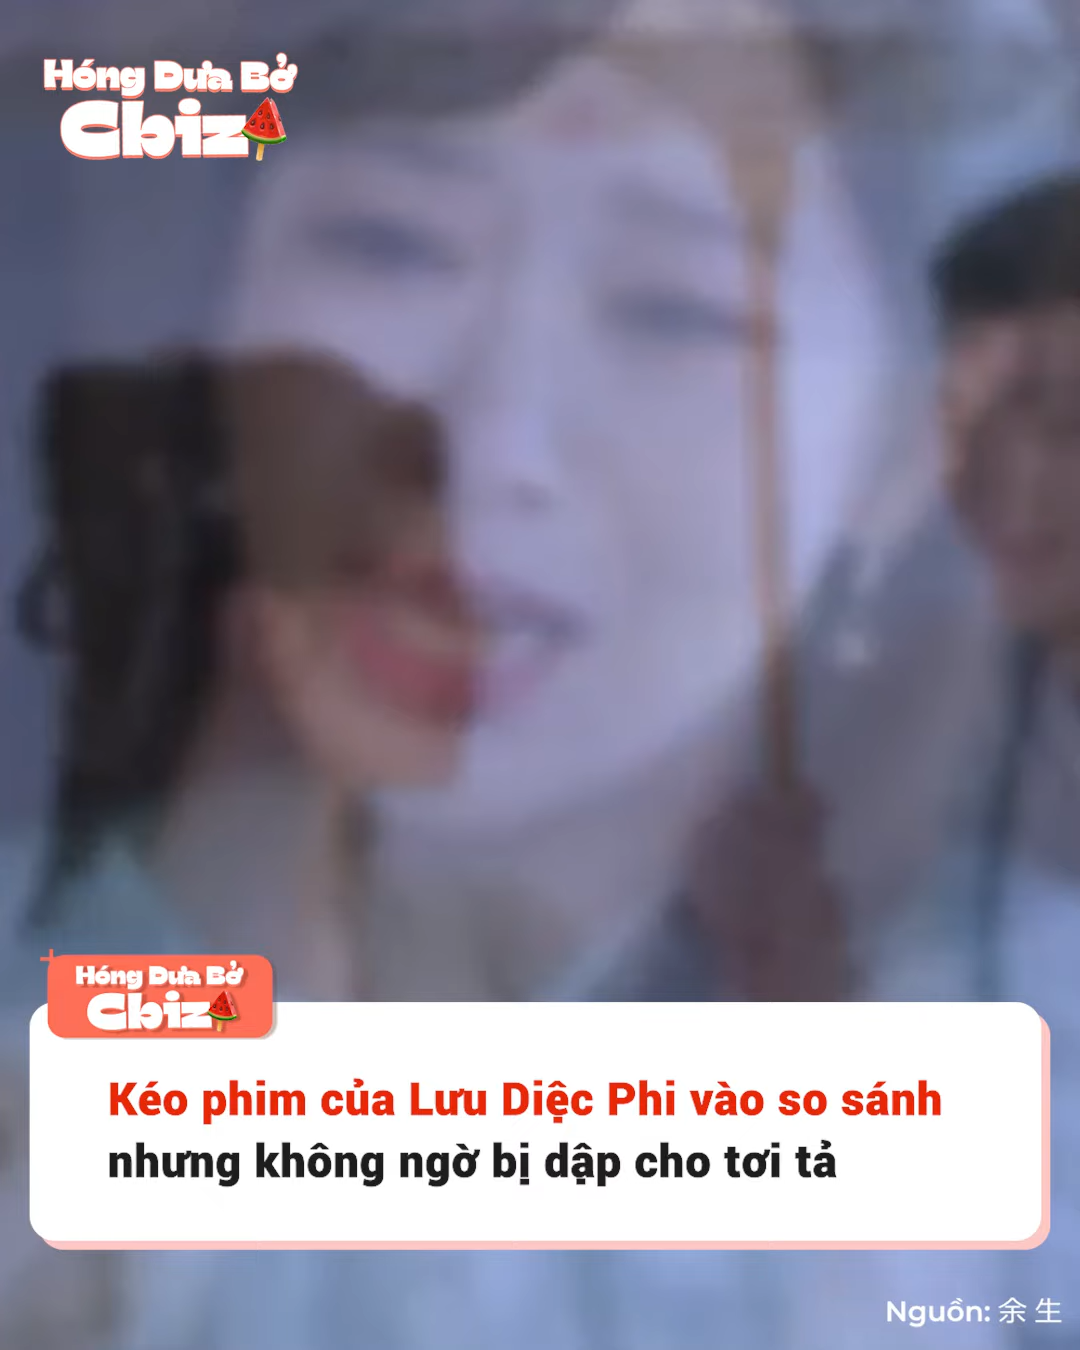 Hóng Dưa Bở
Cbiz
Hóng Dưa Bở
Cbiz
Kéo phim của Lưu Diệc Phi vào so sánh
nhưng không ngờ bị dập cho tơi tả
Nguồn: 余生